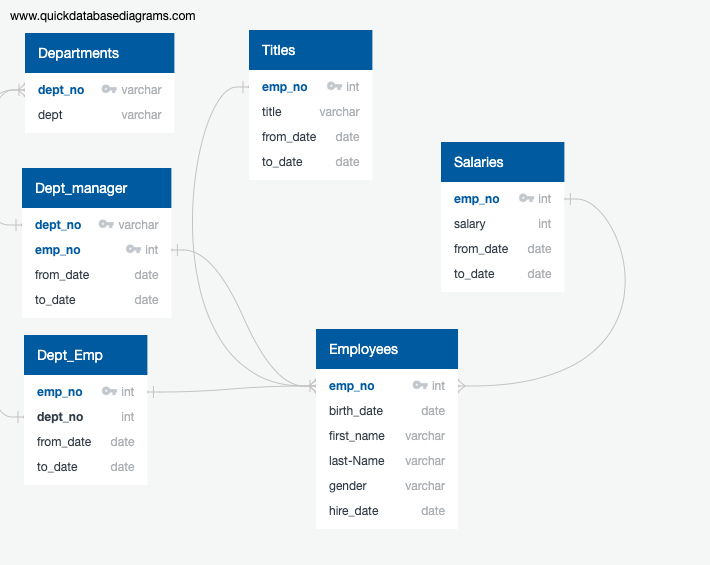 www.quickdatabasediagrams.com
Departments
dept_no varchar
dept varchar
Titles
emp_no int
title varchar
from_date date
to_date date
Salaries
emp_no int
salary int
from_date date
to_date date
Dept_manager
dept_no varchar
emp_no int
from_date date
to_date date
Dept_Emp
emp_no int
dept_no int
from_date date
to_date date
Employees
emp_no int
birth_date date
first_name varchar
last-Name varchar
gender varchar
hire_date date